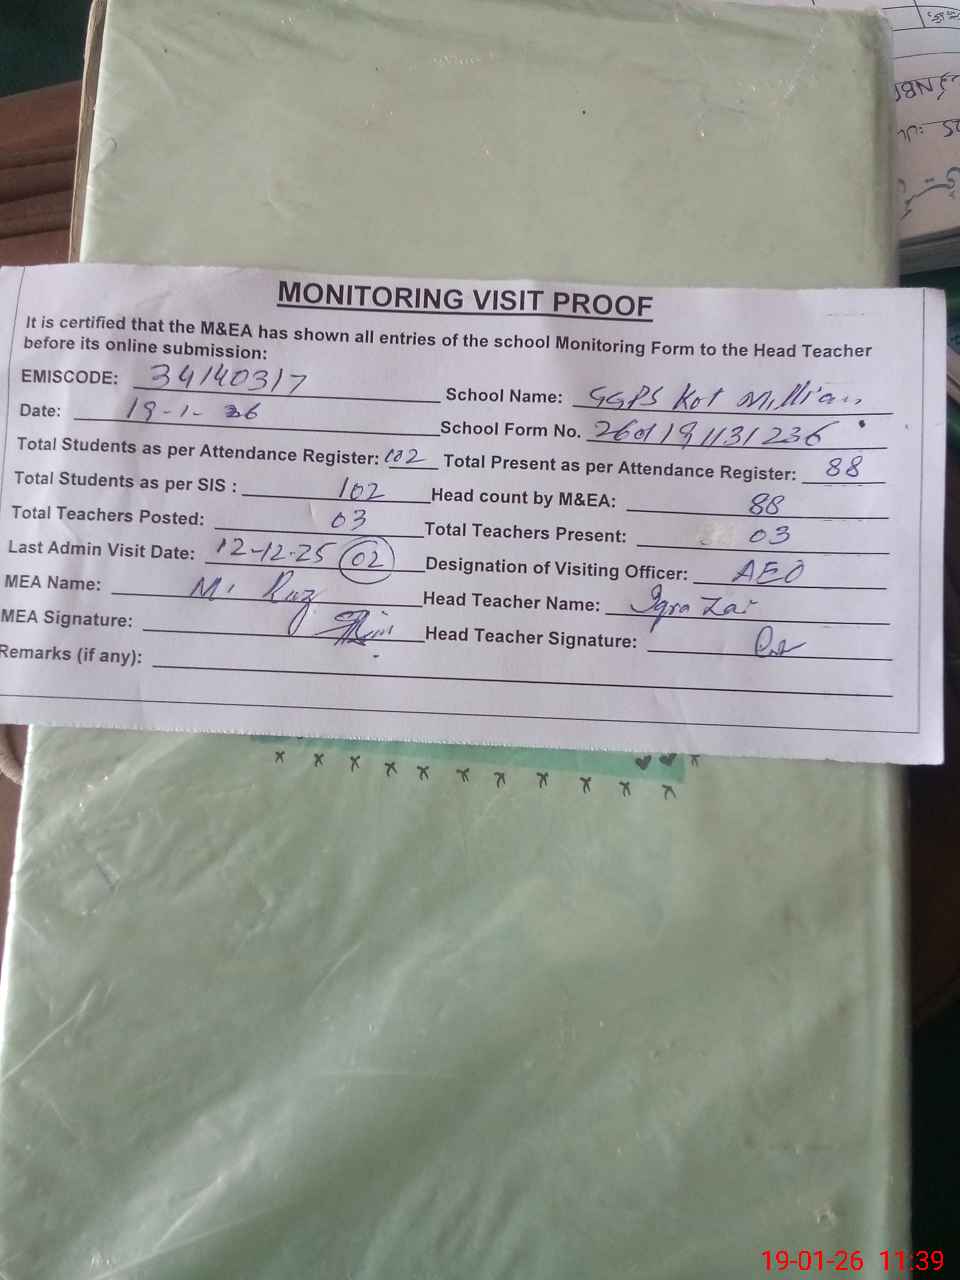 MONITORING VISIT PROOF
It is certified that the M&EA has shown all entries of the school Monitoring Form to the Head Teacher
before its online submission:
EMISCODE: 34140317 School Name: GGPS Kot Millian
Date: 19-1-26 School Form No. 2601191131236
Total Students as per Attendance Register: 102 Total Present as per Attendance Register: 88
Total Students as per SIS : 102 Head count by M&EA: 88
Total Teachers Posted: 03 Total Teachers Present: 03
Last Admin Visit Date: 12-12-25 02 Designation of Visiting Officer: AEO
MEA Name: Head Teacher Name: Iqra
MEA Signature: Head Teacher Signature:
Remarks (if any):
19-01-26 11:39